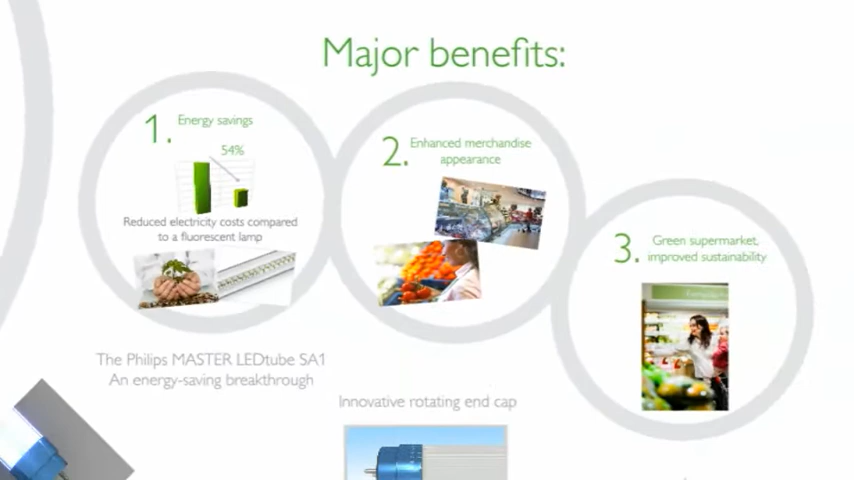 Major benefits:
1. Energy savings
54%
Reduced electricity costs compared
to a fluorescent lamp
2. Enhanced merchandise
appearance
3. Green supermarket,
improved sustainability
The Philips MASTER LEDtube SA1
An energy-saving breakthrough
Innovative rotating end cap